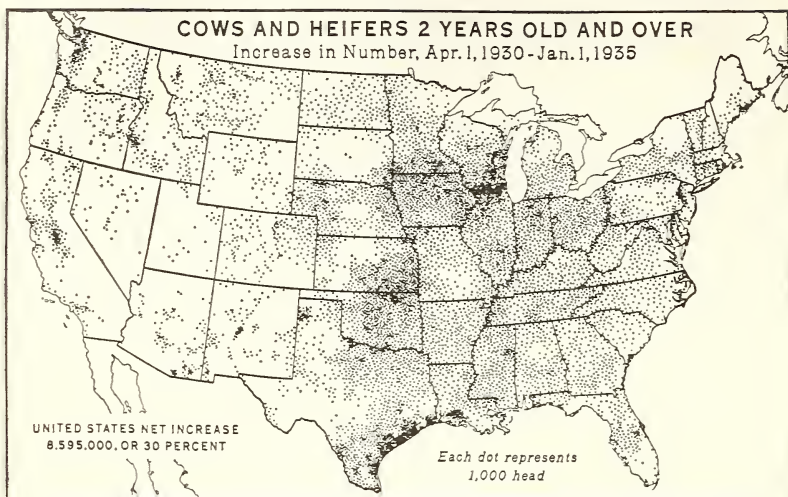 COWS AND HEIFERS 2 YEARS OLD AND OVER
Increase in Number, Apr. 1, 1930 - Jan. 1, 1935
UNITED STATES NET INCREASE
8,595,000, OR 30 PERCENT
Each dot represents
1,000 head